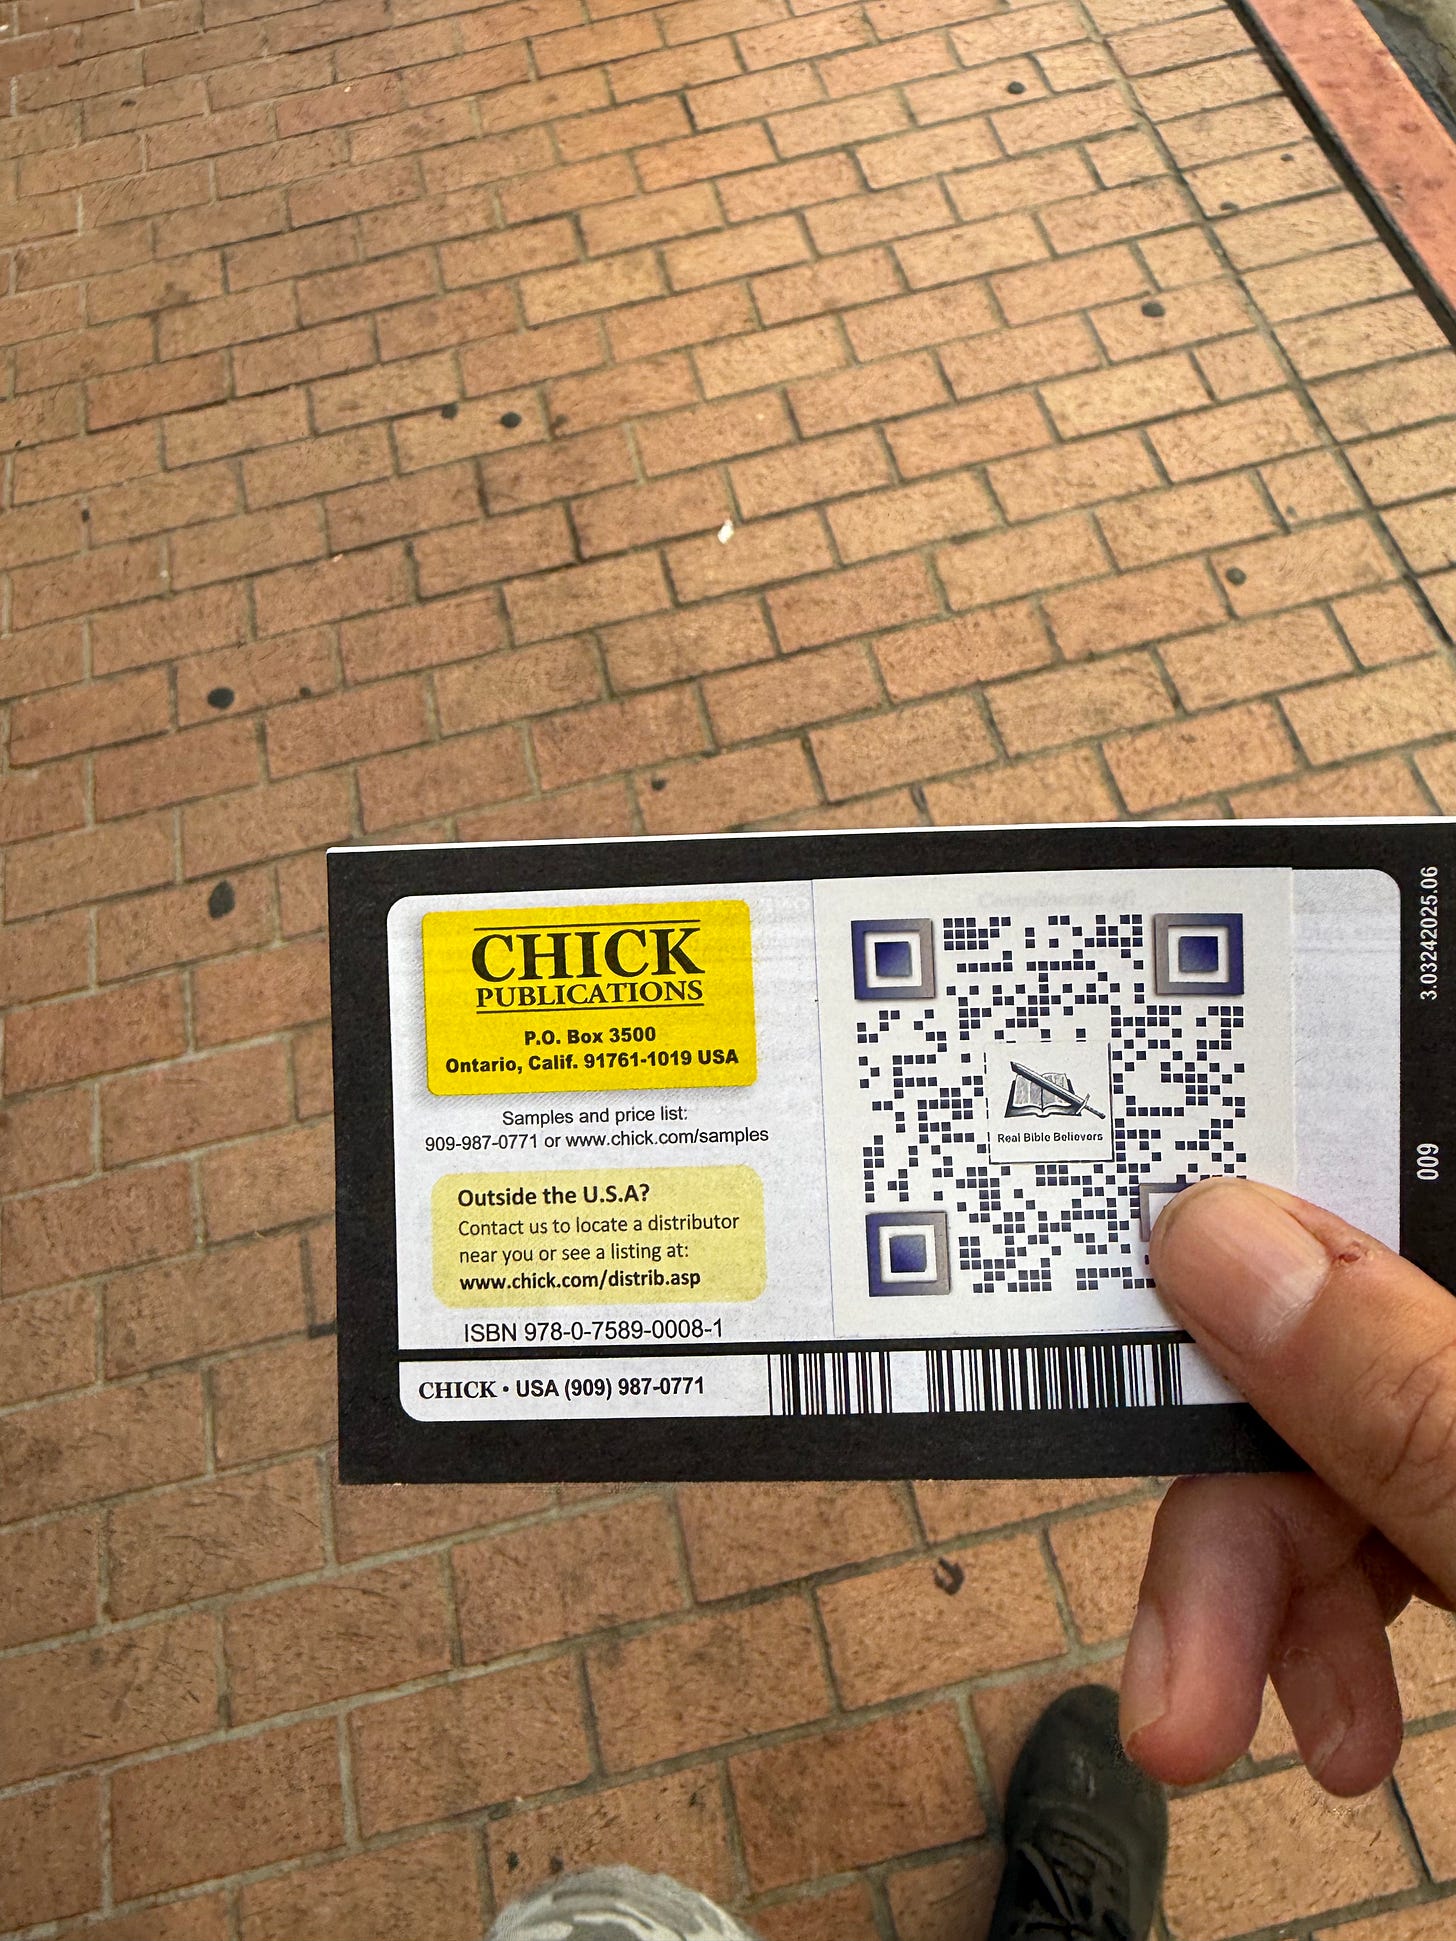 CHICK
PUBLICATIONS
P.O. Box 3500
Ontario, Calif. 91761-1019 USA
Samples and price list:
909-987-0771 or www.chick.com/samples
Outside the U.S.A?
Contact us to locate a distributor
near you or see a listing at:
www.chick.com/distrib.asp
ISBN 978-0-7589-0008-1
CHICK • USA (909) 987-0771
Compliments of:
Real Bible Believers
3.03242025.06
009